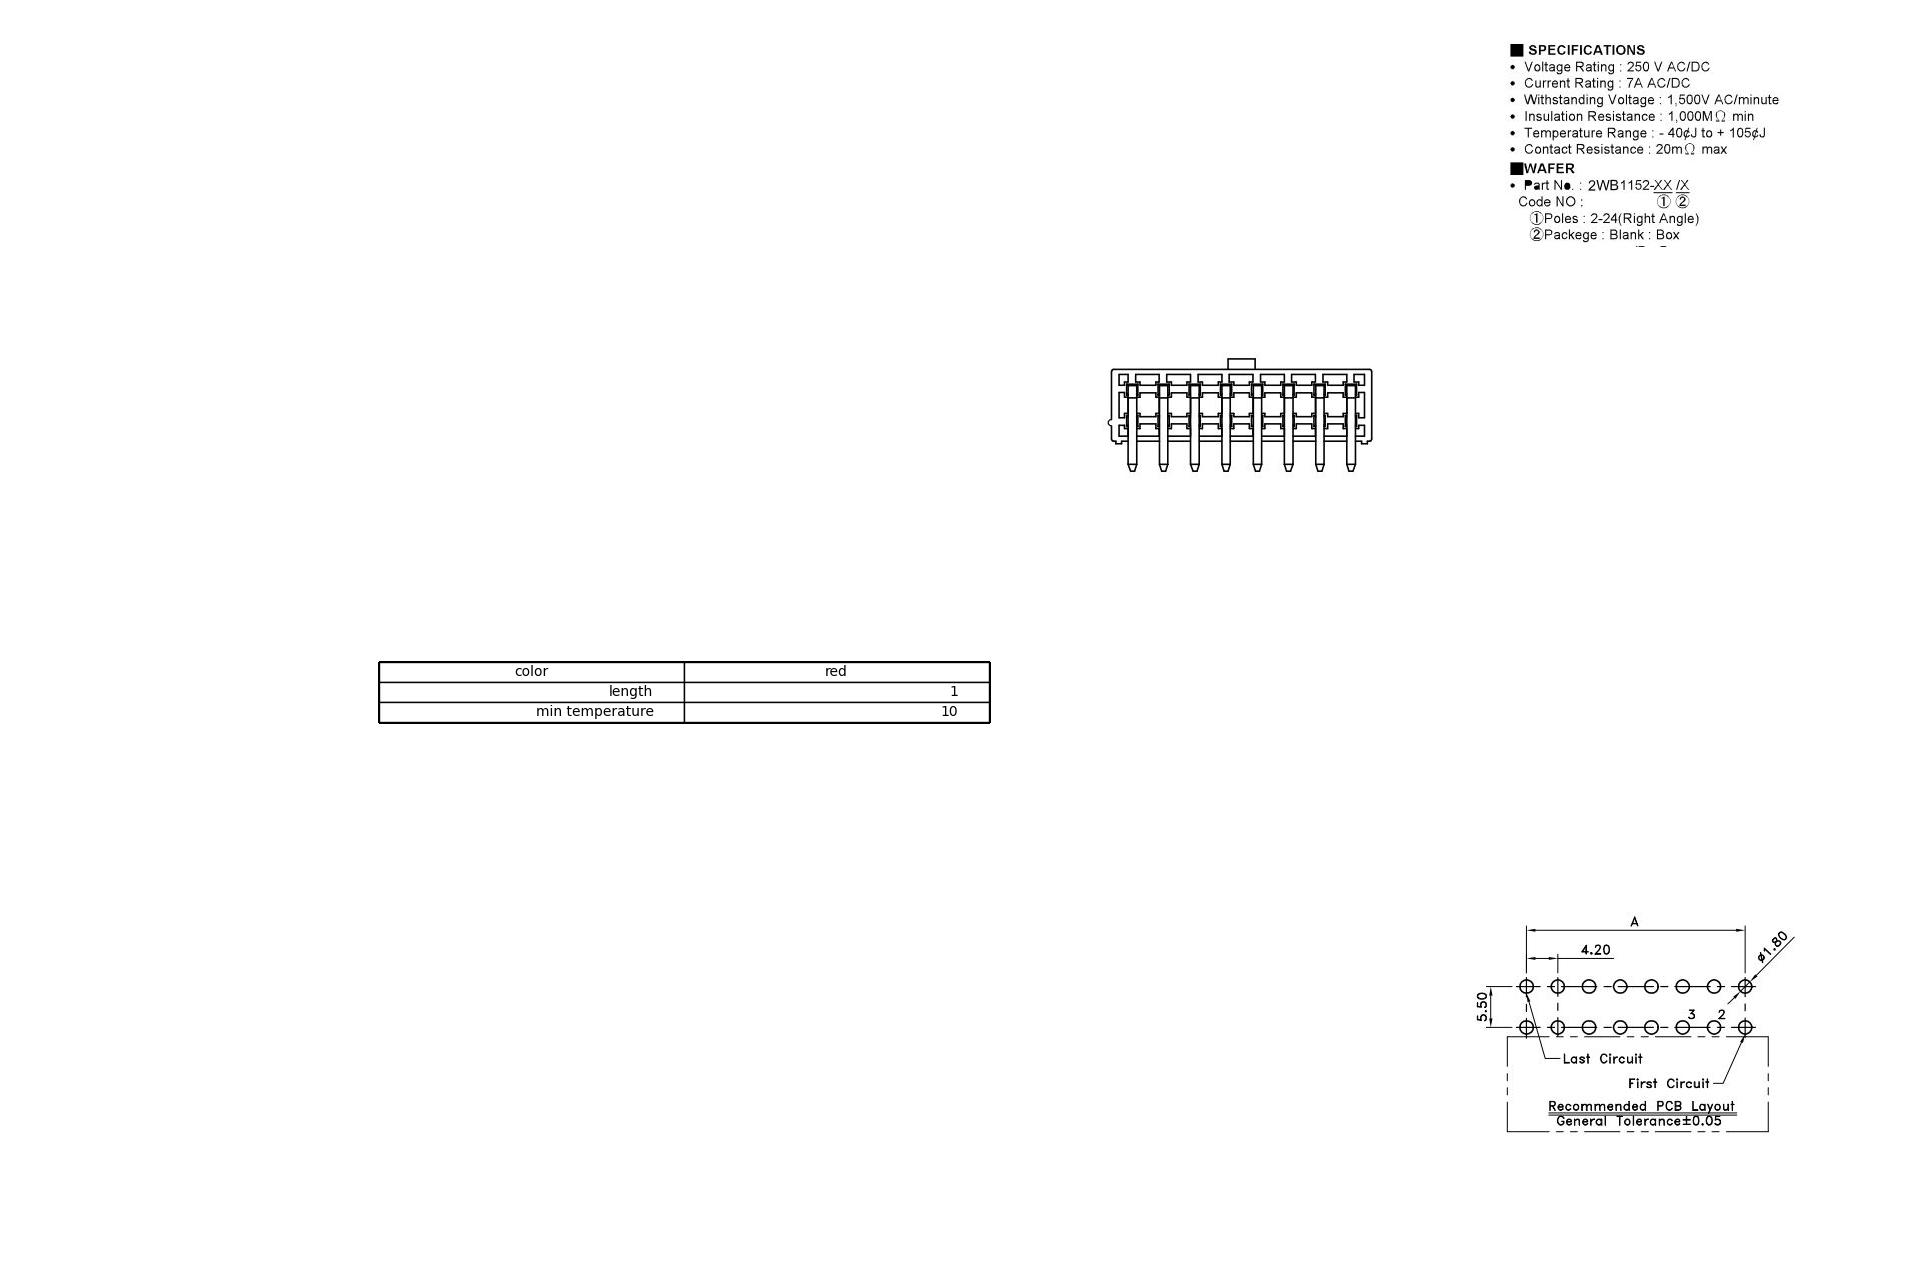 ■ SPECIFICATIONS
• Voltage Rating : 250 V AC/DC
• Current Rating : 7A AC/DC
• Withstanding Voltage : 1,500V AC/minute
• Insulation Resistance : 1,000MΩ min
• Temperature Range : - 40¢J to + 105¢J
• Contact Resistance : 20mΩ max
■WAFER
• Part No. : 2WB1152-XX /X
Code NO : ① ②
①Poles : 2-24(Right Angle)
②Packege : Blank : Box
color red
length 1
min temperature 10
A
4.20
ø1.80
5.50
3 2
Last Circuit
First Circuit
Recommended PCB Layout
General Tolerance±0.05